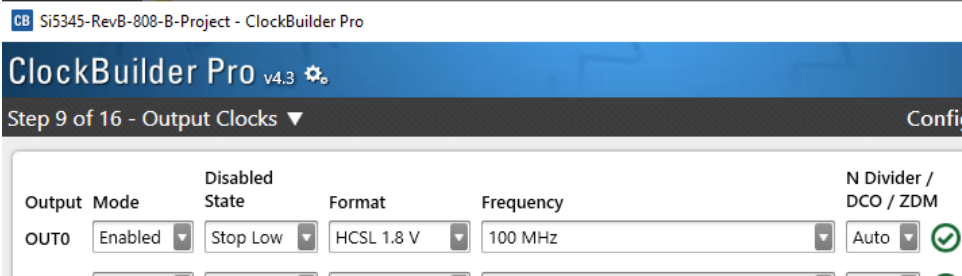 CB Si5345-RevB-808-B-Project - ClockBuilder Pro
ClockBuilder Pro v4.3
Step 9 of 16 - Output Clocks ▼ Config
Output Mode Disabled State Format Frequency N Divider / DCO / ZDM
OUT0 Enabled Stop Low HCSL 1.8 V 100 MHz Auto